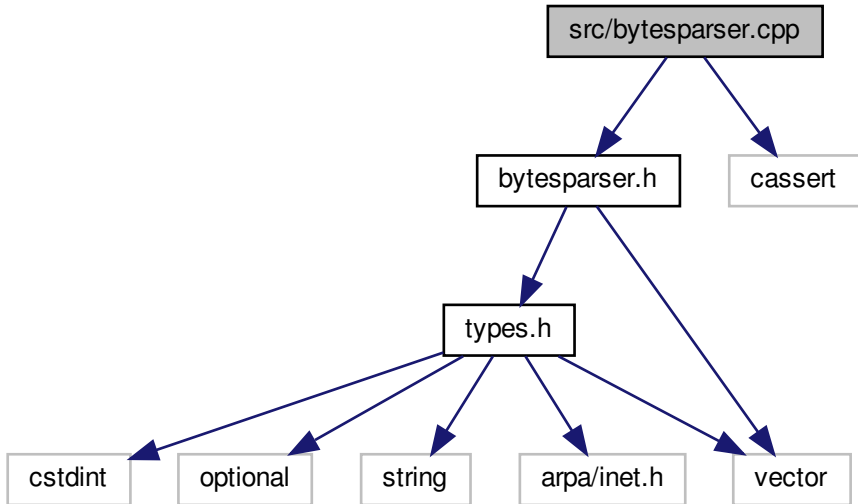 src/bytesparser.cpp
bytesparser.h
cassert
types.h
cstdint
optional
string
arpa/inet.h
vector